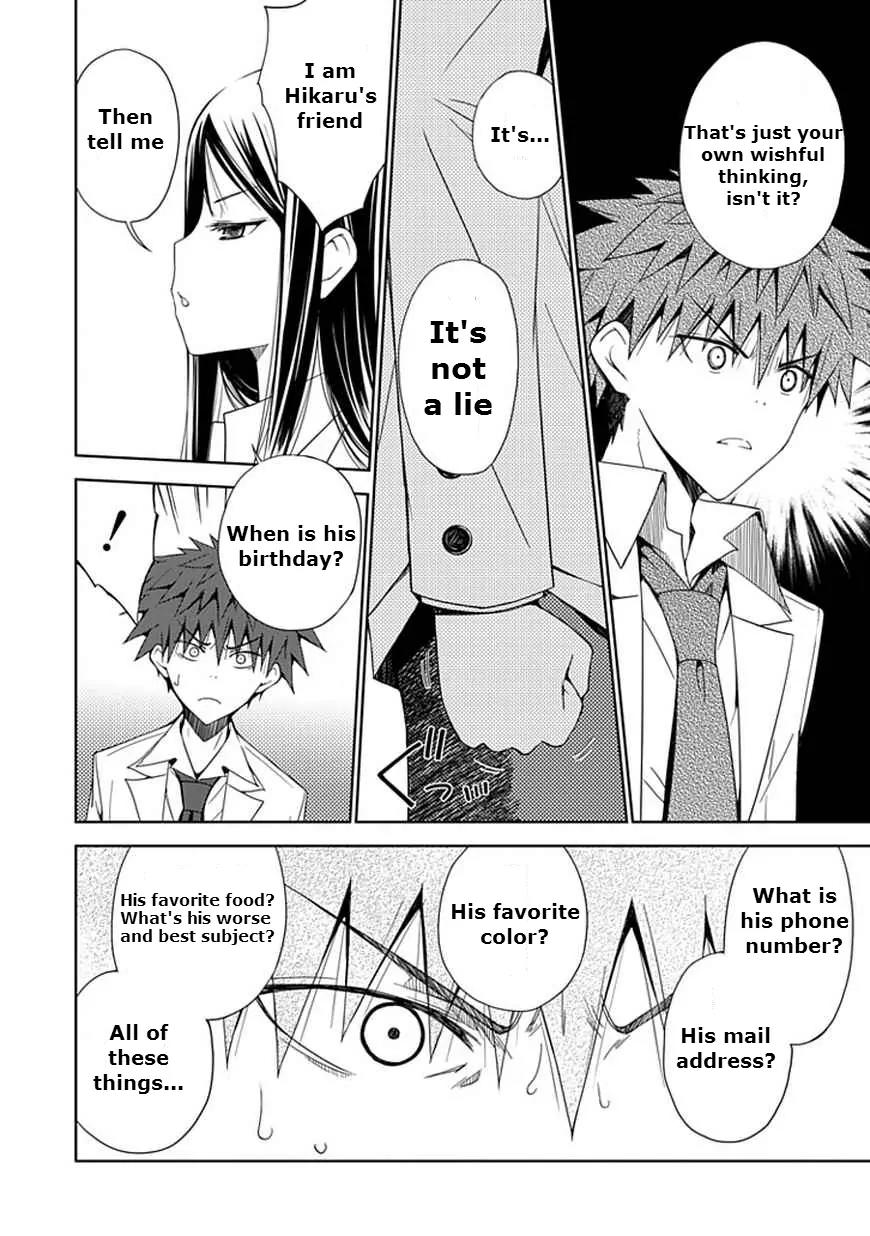 That's just your
own wishful
thinking,
isn't it?
It's...
It's
not
a lie
I am
Hikaru's
friend
Then
tell me
When is his
birthday?
!
What is
his phone
number?
His mail
address?
His favorite
color?
His favorite food?
What's his worse
and best subject?
All of
these
things...